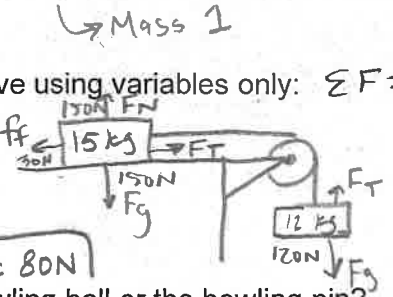 ↳ Mass 1
ve using variables only: ΣF =
150N FN
ff 15 kg FT
30N
150N
Fg
FT
12 kg
120N
Fg
= 80N
wling ball or the bowling pin?